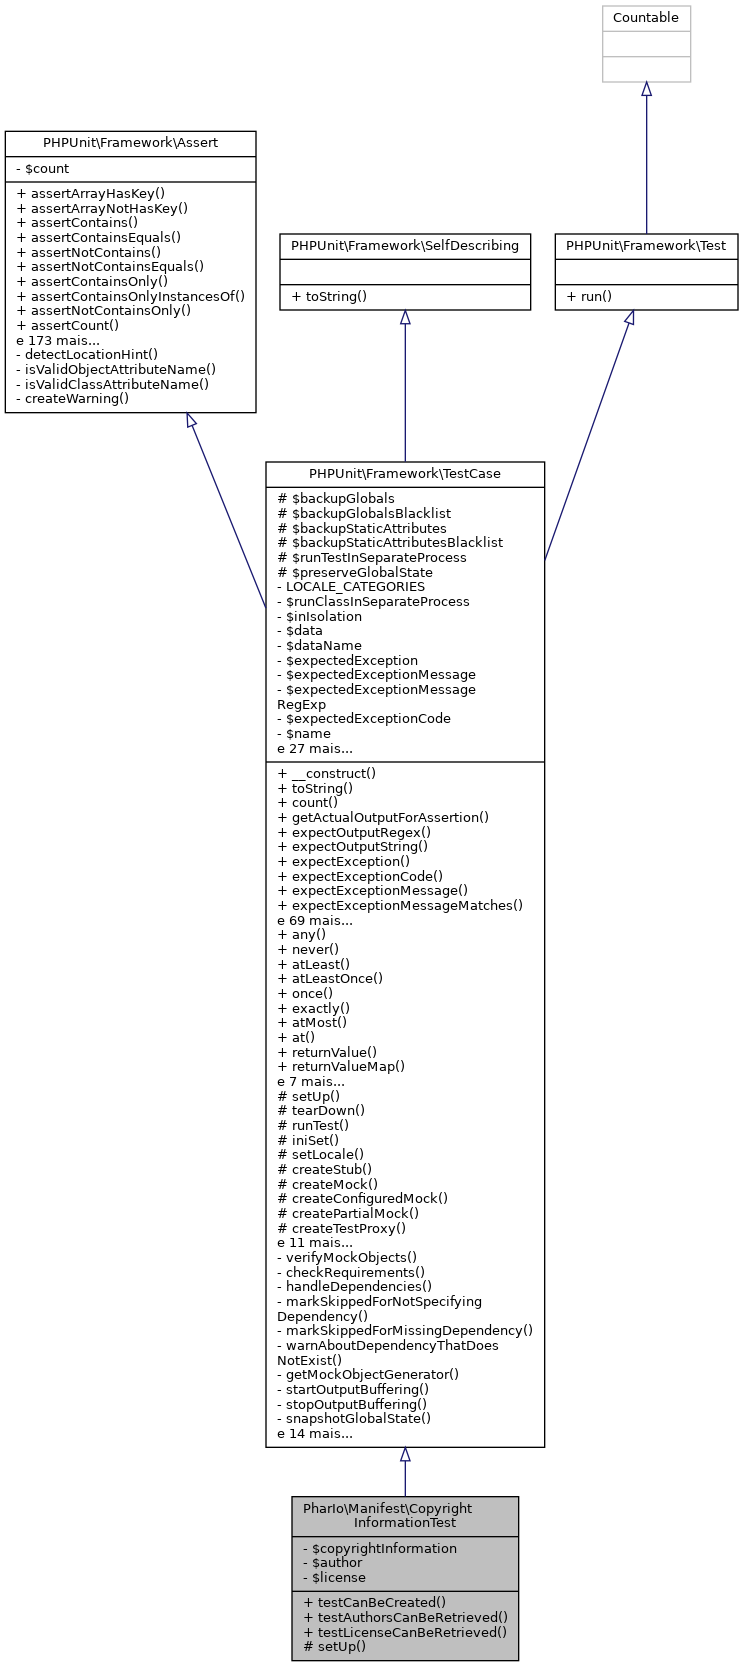 Countable
PHPUnit\Framework\Assert
- $count
+ assertArrayHasKey()
+ assertArrayNotHasKey()
+ assertContains()
+ assertContainsEquals()
+ assertNotContains()
+ assertNotContainsEquals()
+ assertContainsOnly()
+ assertContainsOnlyInstancesOf()
+ assertNotContainsOnly()
+ assertCount()
e 173 mais...
- detectLocationHint()
- isValidObjectAttributeName()
- isValidClassAttributeName()
- createWarning()
PHPUnit\Framework\SelfDescribing
+ toString()
PHPUnit\Framework\Test
+ run()
PHPUnit\Framework\TestCase
# $backupGlobals
# $backupGlobalsBlacklist
# $backupStaticAttributes
# $backupStaticAttributesBlacklist
# $runTestInSeparateProcess
# $preserveGlobalState
- LOCALE_CATEGORIES
- $runClassInSeparateProcess
- $inIsolation
- $data
- $dataName
- $expectedException
- $expectedExceptionMessage
- $expectedExceptionMessage
RegExp
- $expectedExceptionCode
- $name
e 27 mais...
+ __construct()
+ toString()
+ count()
+ getActualOutputForAssertion()
+ expectOutputRegex()
+ expectOutputString()
+ expectException()
+ expectExceptionCode()
+ expectExceptionMessage()
+ expectExceptionMessageMatches()
e 69 mais...
+ any()
+ never()
+ atLeast()
+ atLeastOnce()
+ once()
+ exactly()
+ atMost()
+ at()
+ returnValue()
+ returnValueMap()
e 7 mais...
# setUp()
# tearDown()
# runTest()
# iniSet()
# setLocale()
# createStub()
# createMock()
# createConfiguredMock()
# createPartialMock()
# createTestProxy()
e 11 mais...
- verifyMockObjects()
- checkRequirements()
- handleDependencies()
- markSkippedForNotSpecifying
Dependency()
- markSkippedForMissingDependency()
- warnAboutDependencyThatDoes
NotExist()
- getMockObjectGenerator()
- startOutputBuffering()
- stopOutputBuffering()
- snapshotGlobalState()
e 14 mais...
PharIo\Manifest\Copyright
InformationTest
- $copyrightInformation
- $author
- $license
+ testCanBeCreated()
+ testAuthorsCanBeRetrieved()
+ testLicenseCanBeRetrieved()
# setUp()